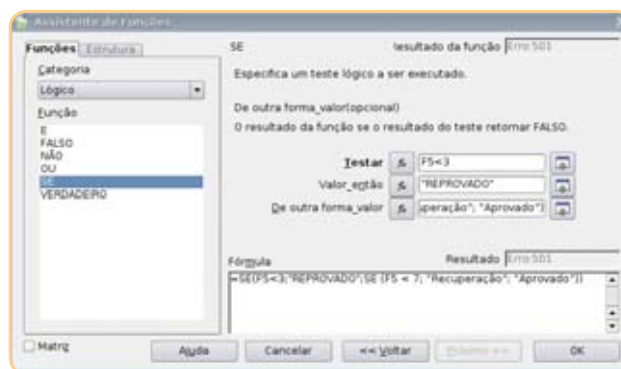 Assistente de Funções
Funções Estrutura
Categoria
Lógico
Função
E
FALSO
NÃO
OU
SE
VERDADEIRO
Matriz
SE
Resultado da função Erro:501
Especifica um teste lógico a ser executado.
De outra forma_valor(opcional)
O resultado da função se o resultado do teste retornar FALSO.
Testar F5<3
Valor_então "REPROVADO"
De outra forma_valor peração"; "Aprovado")
Fórmula
Resultado Erro:501
=SE(F5<3;"REPROVADO";SE (F5 < 7; "Recuperação"; "Aprovado"))
Ajuda Cancelar << Voltar Próximo >> OK